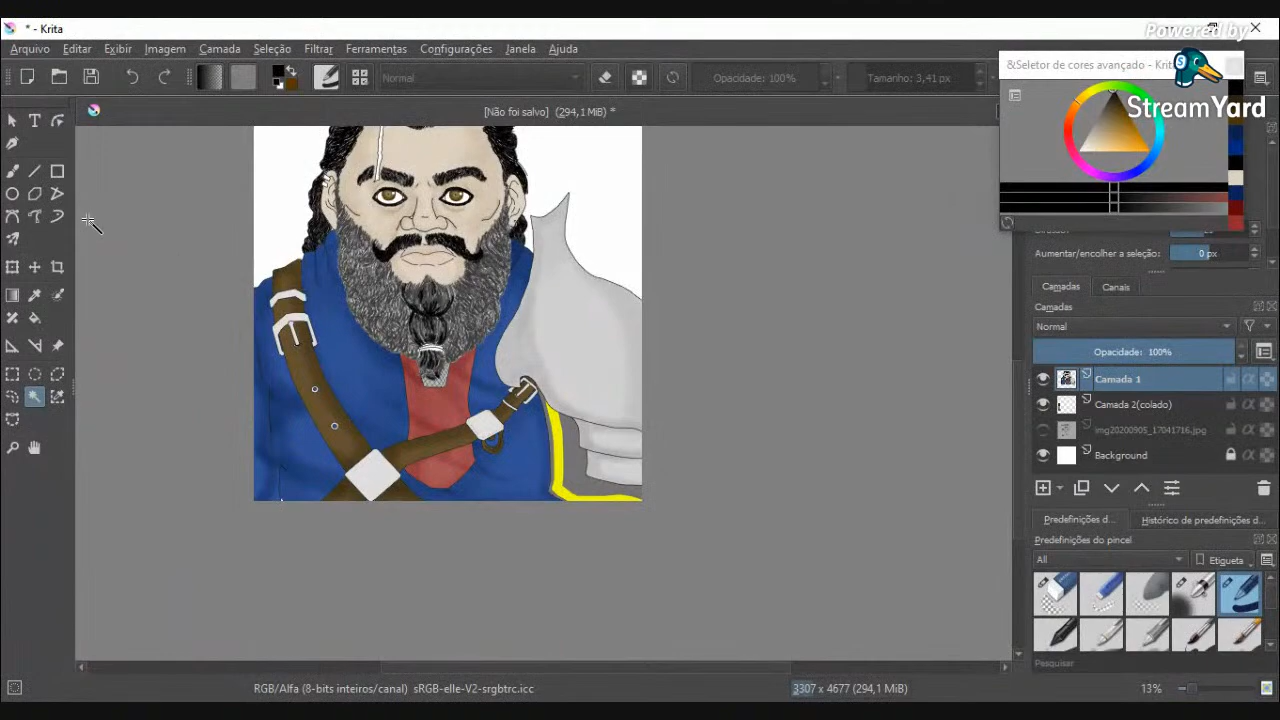 * - Krita
Powered by
Arquivo Editar Exibir Imagem Camada Seleção Filtrar Ferramentas Configurações Janela Ajuda
&Seletor de cores avançado - Krita
Normal Opacidade: 100% Tamanho: 3,41 px
StreamYard
[Não foi salvo] (294,1 MiB) *
Aumentar/encolher a seleção: 0 px
Camadas Canais
Camadas
Normal
Opacidade: 100%
Camada 1
Camada 2(colado)
img20200905_17041716.jpg
Background
Predefinições d... Histórico de predefinições d...
Predefinições do pincel
All Etiqueta
Pesquisar
RGB/Alfa (8-bits inteiros/canal) sRGB-elle-V2-srgbtrc.icc 3307 x 4677 (294,1 MiB) 13%